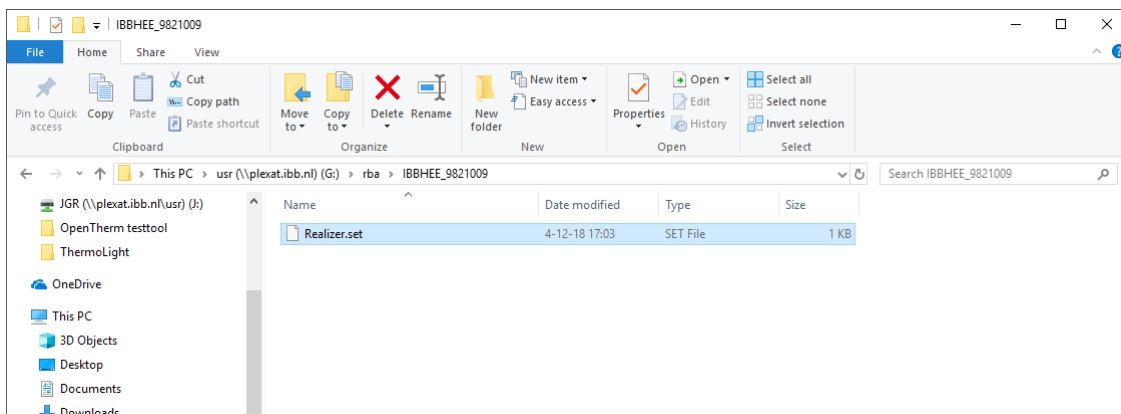 IBBHEE_9821009
File Home Share View
Pin to Quick access
Copy
Paste
Cut
Copy path
Paste shortcut
Clipboard
Move to
Copy to
Delete
Rename
Organize
New folder
New item
Easy access
New
Properties
Open
Edit
History
Open
Select all
Select none
Invert selection
Select
This PC > usr (\\plexat.ibb.nl) (G:) > rba > IBBHEE_9821009
Search IBBHEE_9821009
JGR (\\plexat.ibb.nl\usr) (J:)
OpenTherm testtool
ThermoLight
OneDrive
This PC
3D Objects
Desktop
Documents
Downloads
Name Date modified Type Size
Realizer.set 4-12-18 17:03 SET File 1 KB